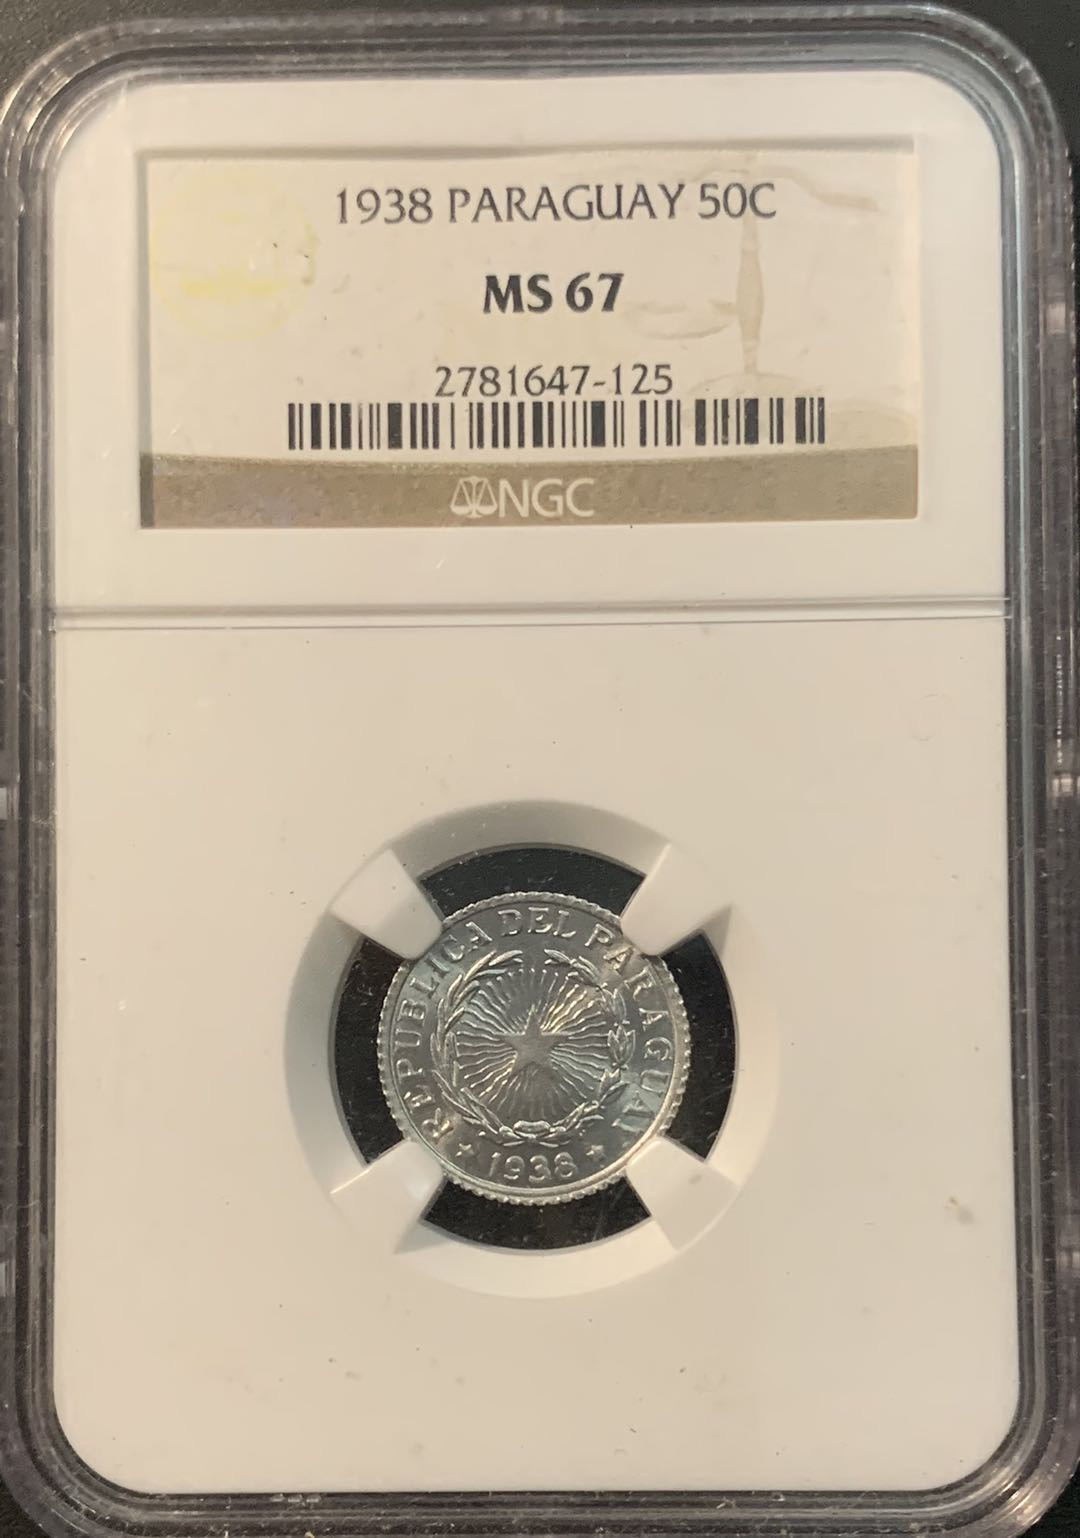 1938 PARAGUAY 50C
MS 67
2781647-125
NGC
REPUBLICA DEL PARAGUAY
★ 1938 ★